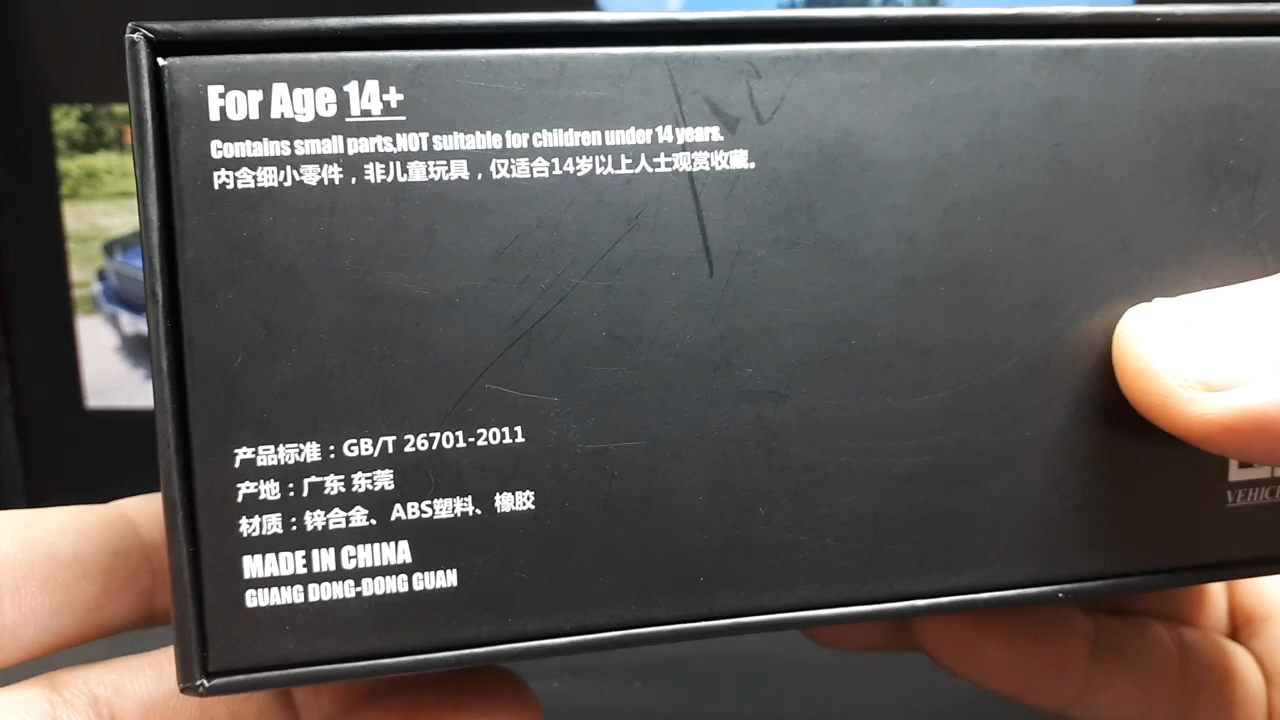 For Age 14+
Contains small parts,NOT suitable for children under 14 years.
内含细小零件，非儿童玩具，仅适合14岁以上人士观赏收藏。
产品标准：GB/T 26701-2011
产地：广东 东莞
材质：锌合金、ABS塑料、橡胶
MADE IN CHINA
GUANG DONG-DONG GUAN